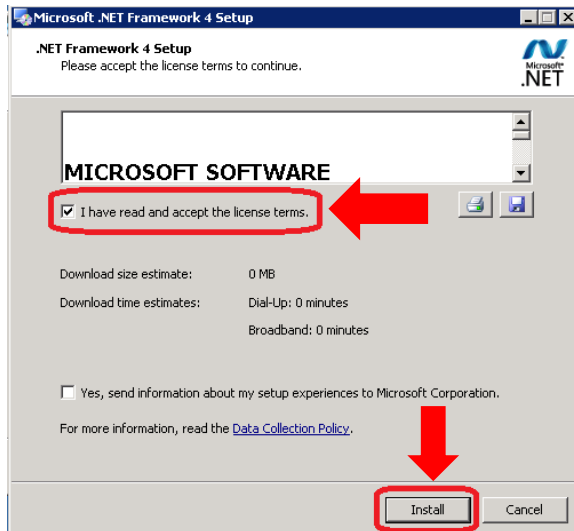 Microsoft .NET Framework 4 Setup
.NET Framework 4 Setup
Please accept the license terms to continue.
Microsoft®
.NET
MICROSOFT SOFTWARE
I have read and accept the license terms.
Download size estimate: 0 MB
Download time estimates: Dial-Up: 0 minutes
Broadband: 0 minutes
Yes, send information about my setup experiences to Microsoft Corporation.
For more information, read the Data Collection Policy.
Install Cancel